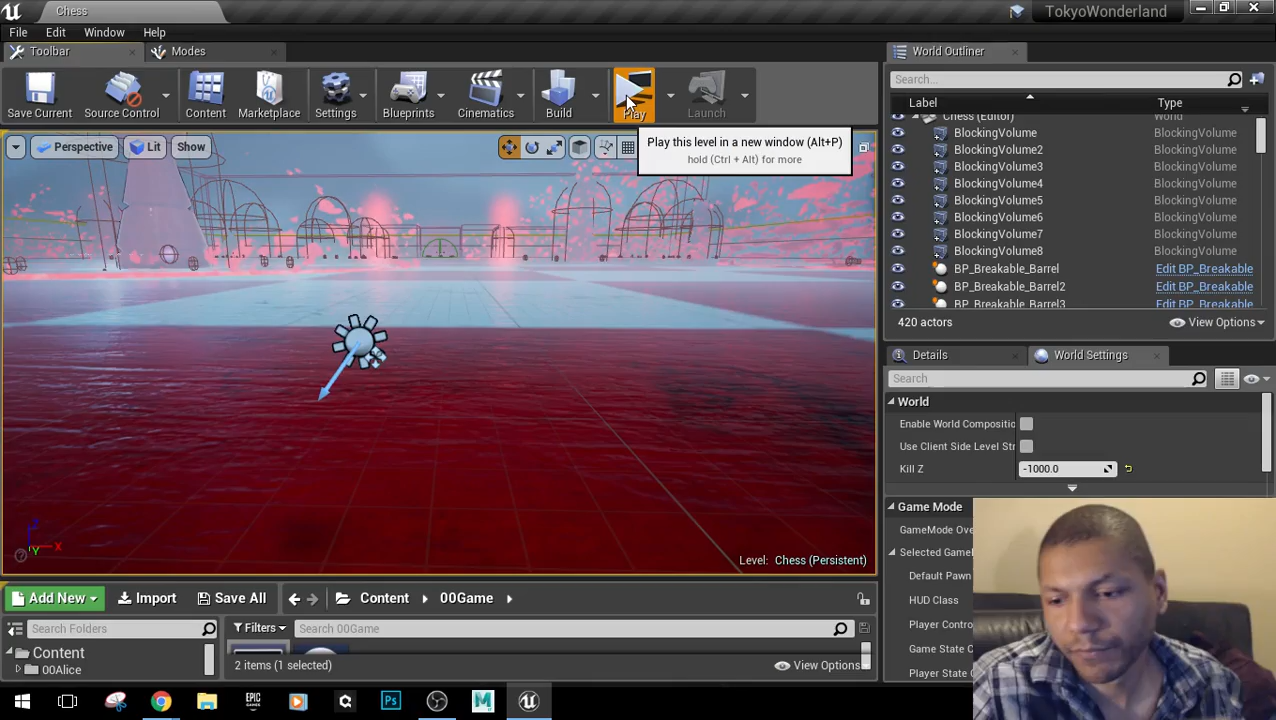 Chess
TokyoWonderland
File Edit Window Help
Toolbar
Modes
Save Current
Source Control
Content
Marketplace
Settings
Blueprints
Cinematics
Build
Play
Launch
Perspective
Lit
Show
Play this level in a new window (Alt+P)
hold (Ctrl + Alt) for more
Z
X
Y
Level: Chess (Persistent)
World Outliner
Search...
Label
Type
Chess (Editor) World
BlockingVolume BlockingVolume
BlockingVolume2 BlockingVolume
BlockingVolume3 BlockingVolume
BlockingVolume4 BlockingVolume
BlockingVolume5 BlockingVolume
BlockingVolume6 BlockingVolume
BlockingVolume7 BlockingVolume
BlockingVolume8 BlockingVolume
BP_Breakable_Barrel Edit BP_Breakable
BP_Breakable_Barrel2 Edit BP_Breakable
BP_Breakable_Barrel3 Edit BP_Breakable
420 actors
View Options
Details
World Settings
Search
World
Enable World Compositio
Use Client Side Level Str
Kill Z -1000.0
Game Mode
GameMode Ove
Selected GameM
Default Pawn
HUD Class
Player Contro
Game State C
Player State C
Add New
Import
Save All
Content
00Game
Search Folders
Filters
Search 00Game
Content
00Alice
2 items (1 selected)
View Options
EPIC GAMES
Ps
M